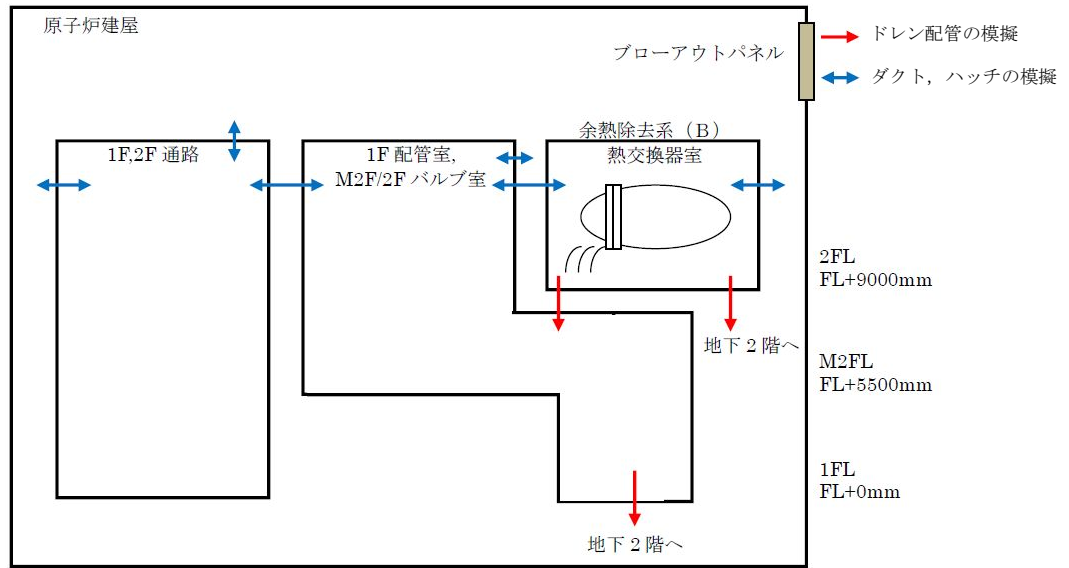 原子炉建屋
ブローアウトパネル
ドレン配管の模擬
ダクト，ハッチの模擬
1F,2F 通路
1F 配管室,
M2F/2F バルブ室
余熱除去系（B）
熱交換器室
2FL
FL+9000mm
地下２階へ
M2FL
FL+5500mm
1FL
FL+0mm
地下２階へ